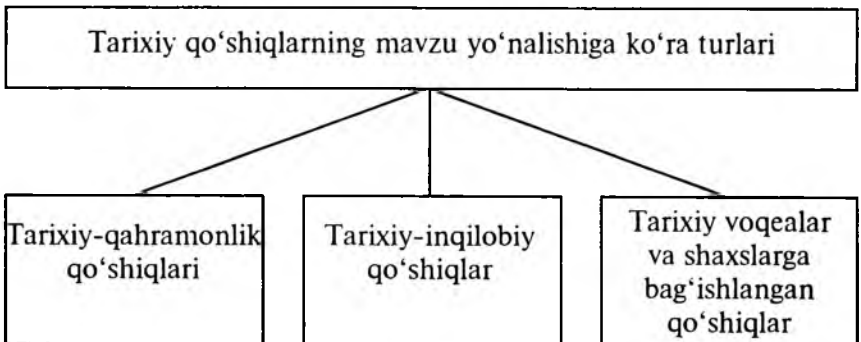 Tarixiy qo‘shiqlarning mavzu yo‘nalishiga ko‘ra turlari
Tarixiy-qahramonlik
qo‘shiqlari
Tarixiy-inqilobiy
qo‘shiqlar
Tarixiy voqealar
va shaxslarga
bag‘ishlangan
qo‘shiqlar